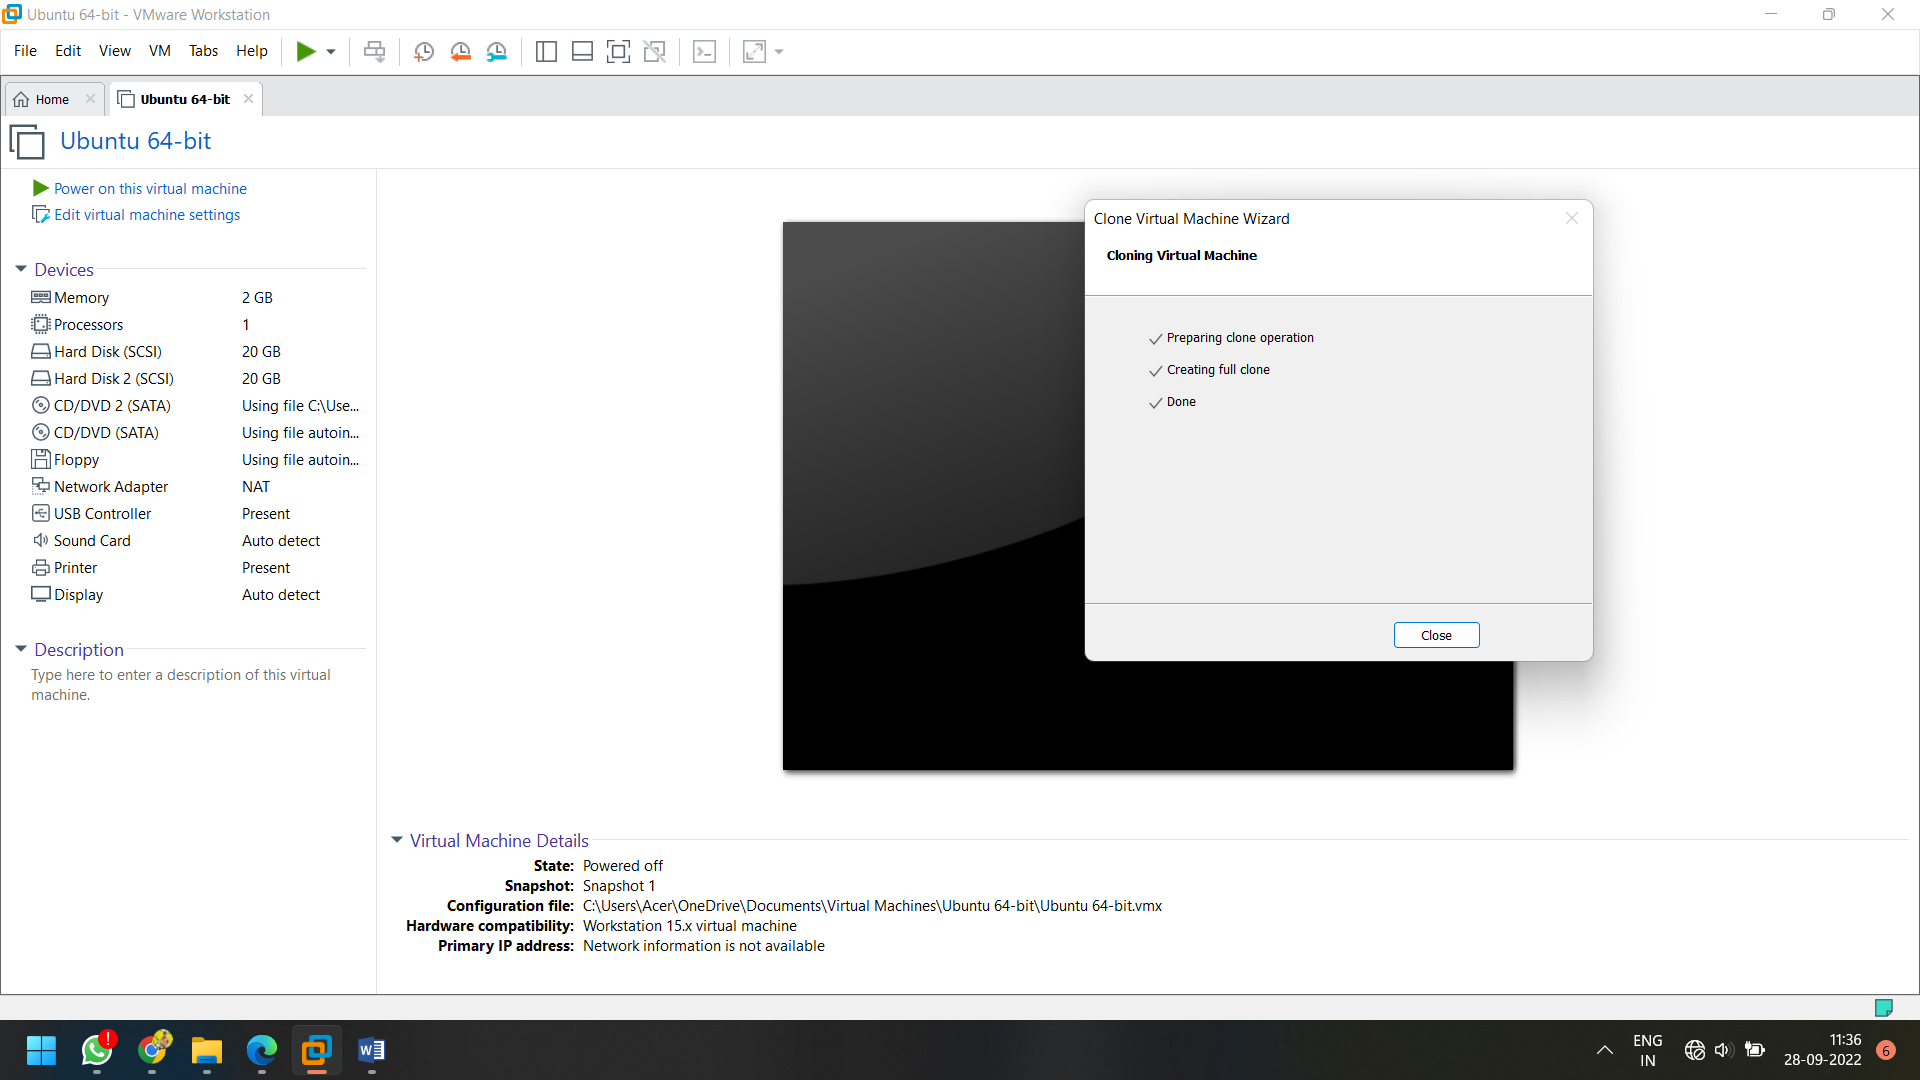 Ubuntu 64-bit - VMware Workstation
File Edit View VM Tabs Help
Home Ubuntu 64-bit
Ubuntu 64-bit
Power on this virtual machine
Edit virtual machine settings
Devices
Memory 2 GB
Processors 1
Hard Disk (SCSI) 20 GB
Hard Disk 2 (SCSI) 20 GB
CD/DVD 2 (SATA) Using file C:\Use...
CD/DVD (SATA) Using file autoin...
Floppy Using file autoin...
Network Adapter NAT
USB Controller Present
Sound Card Auto detect
Printer Present
Display Auto detect
Description
Type here to enter a description of this virtual
machine.
Clone Virtual Machine Wizard
Cloning Virtual Machine
Preparing clone operation
Creating full clone
Done
Close
Virtual Machine Details
State: Powered off
Snapshot: Snapshot 1
Configuration file: C:\Users\Acer\OneDrive\Documents\Virtual Machines\Ubuntu 64-bit\Ubuntu 64-bit.vmx
Hardware compatibility: Workstation 15.x virtual machine
Primary IP address: Network information is not available
ENG
IN
11:36
28-09-2022
6